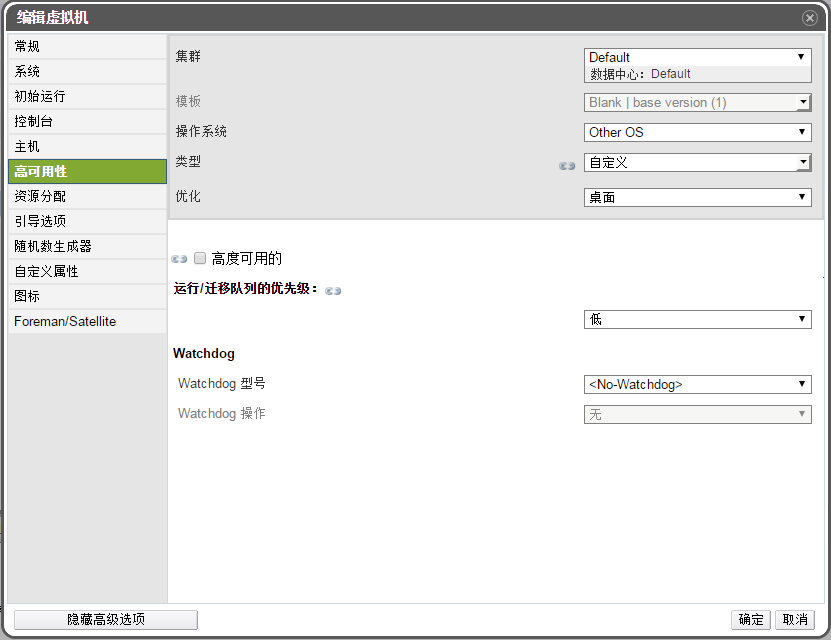 编辑虚拟机
常规
系统
初始运行
控制台
主机
高可用性
资源分配
引导选项
随机数生成器
自定义属性
图标
Foreman/Satellite
集群
Default
数据中心: Default
模板
Blank | base version (1)
操作系统
Other OS
类型
自定义
优化
桌面
高度可用的
运行/迁移队列的优先级：
低
Watchdog
Watchdog 型号
<No-Watchdog>
Watchdog 操作
无
隐藏高级选项
确定
取消